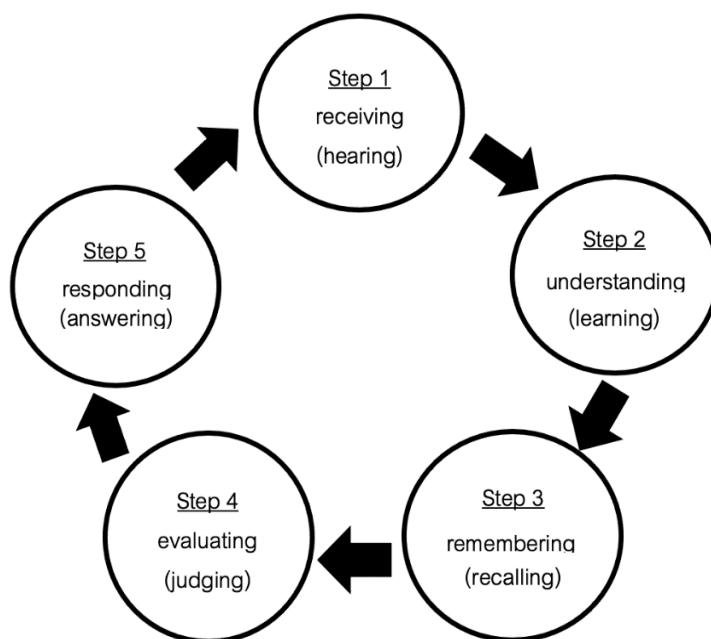 Step 1
receiving
(hearing)
Step 2
understanding
(learning)
Step 3
remembering
(recalling)
Step 4
evaluating
(judging)
Step 5
responding
(answering)